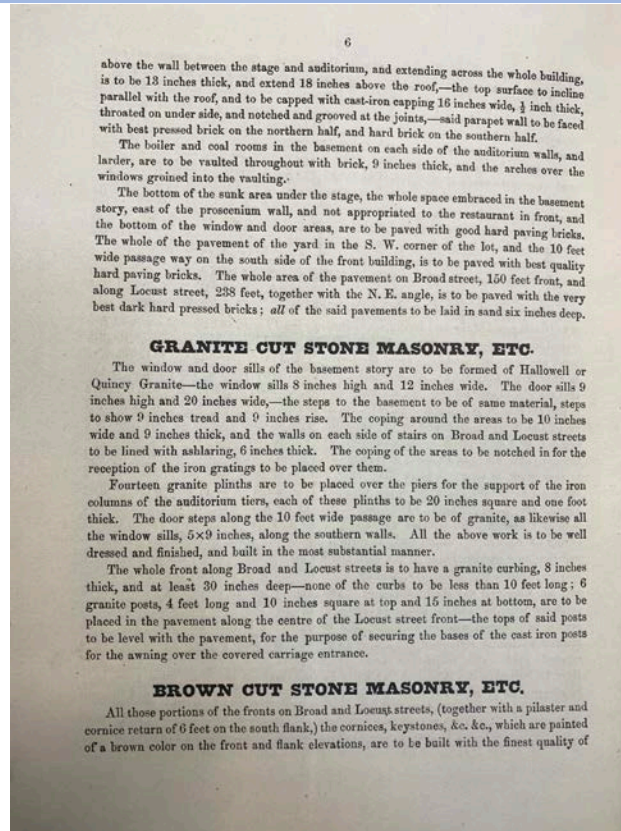 6
above the wall between the stage and auditorium, and extending across the whole building,
is to be 13 inches thick, and extend 18 inches above the roof,—the top surface to incline
parallel with the roof, and to be capped with cast-iron capping 16 inches wide, ½ inch thick,
throated on under side, and notched and grooved at the joints,—said parapet wall to be faced
with best pressed brick on the northern half, and hard brick on the southern half.
The boiler and coal rooms in the basement on each side of the auditorium walls, and
larder, are to be vaulted throughout with brick, 9 inches thick, and the arches over the
windows groined into the vaulting.
The bottom of the sunk area under the stage, the whole space embraced in the basement
story, east of the proscenium wall, and not appropriated to the restaurant in front, and
the bottom of the window and door areas, are to be paved with good hard paving bricks.
The whole of the pavement of the yard in the S. W. corner of the lot, and the 10 feet
wide passage way on the south side of the front building, is to be paved with best quality
hard paving bricks. The whole area of the pavement on Broad street, 150 feet front, and
along Locust street, 238 feet, together with the N. E. angle, is to be paved with the very
best dark hard pressed bricks; all of the said pavements to be laid in sand six inches deep.
GRANITE CUT STONE MASONRY, ETC.
The window and door sills of the basement story are to be formed of Hallowell or
Quincy Granite—the window sills 8 inches high and 12 inches wide. The door sills 9
inches high and 20 inches wide,—the steps to the basement to be of same material, steps
to show 9 inches tread and 9 inches rise. The coping around the areas to be 10 inches
wide and 9 inches thick, and the walls on each side of stairs on Broad and Locust streets
to be lined with ashlaring, 6 inches thick. The coping of the areas to be notched in for the
reception of the iron gratings to be placed over them.
Fourteen granite plinths are to be placed over the piers for the support of the iron
columns of the auditorium tiers, each of these plinths to be 20 inches square and one foot
thick. The door steps along the 10 feet wide passage are to be of granite, as likewise all
the window sills, 5×9 inches, along the southern walls. All the above work is to be well
dressed and finished, and built in the most substantial manner.
The whole front along Broad and Locust streets is to have a granite curbing, 8 inches
thick, and at least 30 inches deep—none of the curbs to be less than 10 feet long; 6
granite posts, 4 feet long and 10 inches square at top and 15 inches at bottom, are to be
placed in the pavement along the centre of the Locust street front—the tops of said posts
to be level with the pavement, for the purpose of securing the bases of the cast iron posts
for the awning over the covered carriage entrance.
BROWN CUT STONE MASONRY, ETC.
All those portions of the fronts on Broad and Locust streets, (together with a pilaster and
cornice return of 6 feet on the south flank,) the cornices, keystones, &c. &c., which are painted
of a brown color on the front and flank elevations, are to be built with the finest quality of